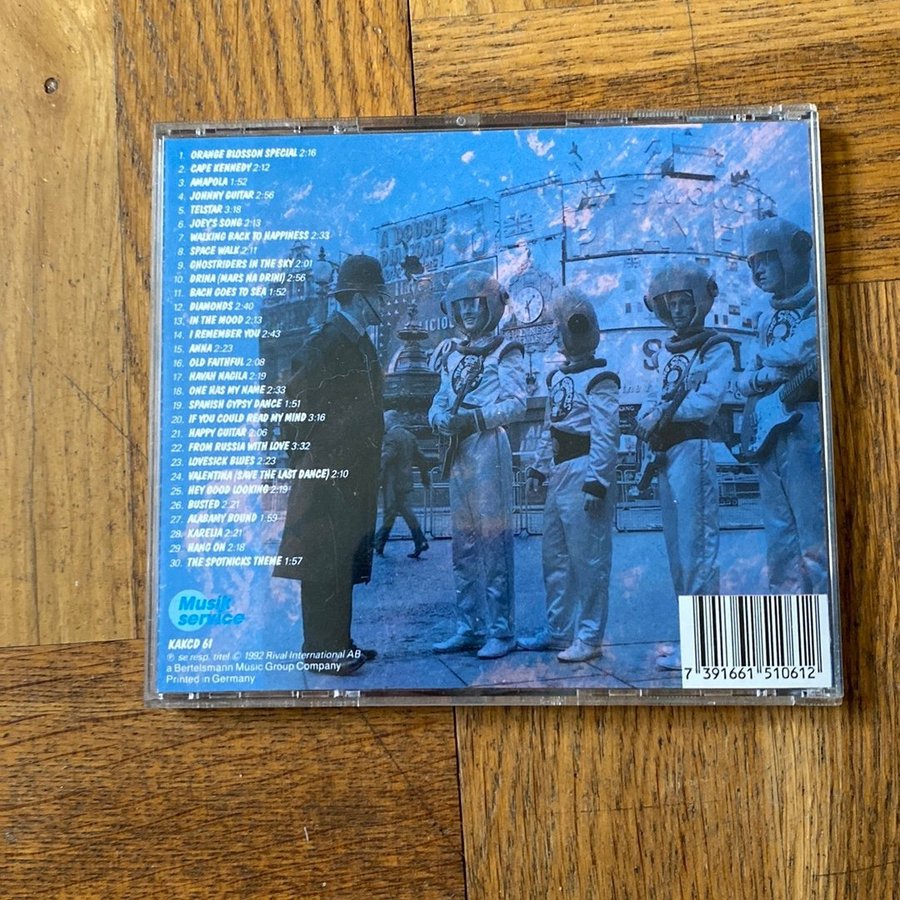 1. ORANGE BLOSSON SPECIAL 2:16
2. CAPE KENNEDY 2:12
3. AMAPOLA 1:52
4. JOHNNY GUITAR 2:56
5. TELSTAR 3:18
6. JOEY'S SONG 2:13
7. WALKING BACK TO HAPPINESS 2:33
8. SPACE WALK 2:11
9. GHOSTRIDERS IN THE SKY 2:01
10. DRINA (MARS NA DRINI) 2:56
11. BACH GOES TO SEA 1:52
12. DIAMONDS 2:40
13. IN THE MOOD 2:13
14. I REMEMBER YOU 2:43
15. ANNA 2:23
16. OLD FAITHFUL 2:08
17. HAVAH NAGILA 2:19
18. ONE HAS MY NAME 2:33
19. SPANISH GYPSY DANCE 1:51
20. IF YOU COULD READ MY MIND 3:16
21. HAPPY GUITAR 2:06
22. FROM RUSSIA WITH LOVE 3:32
23. LOVESICK BLUES 2:23
24. VALENTINA (SAVE THE LAST DANCE) 2:10
25. HEY GOOD LOOKING 2:19
26. BUSTED 2:21
27. ALABAMY BOUND 1:59
28. KARELIA 2:21
29. HANG ON 2:18
30. THE SPOTNICKS THEME 1:57
A DOUBLE
DIAMOND
Musik
service
KAKCD 61
℗ se resp. titel © 1992 Rival International AB
a Bertelsmann Music Group Company
Printed in Germany
7 391661 510612